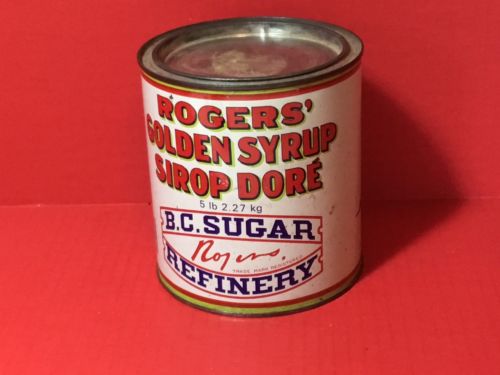 ROGERS'
GOLDEN SYRUP
SIROP DORÉ
5 lb 2.27 kg
B.C. SUGAR
Rogers.
TRADE MARK REGISTERED
REFINERY